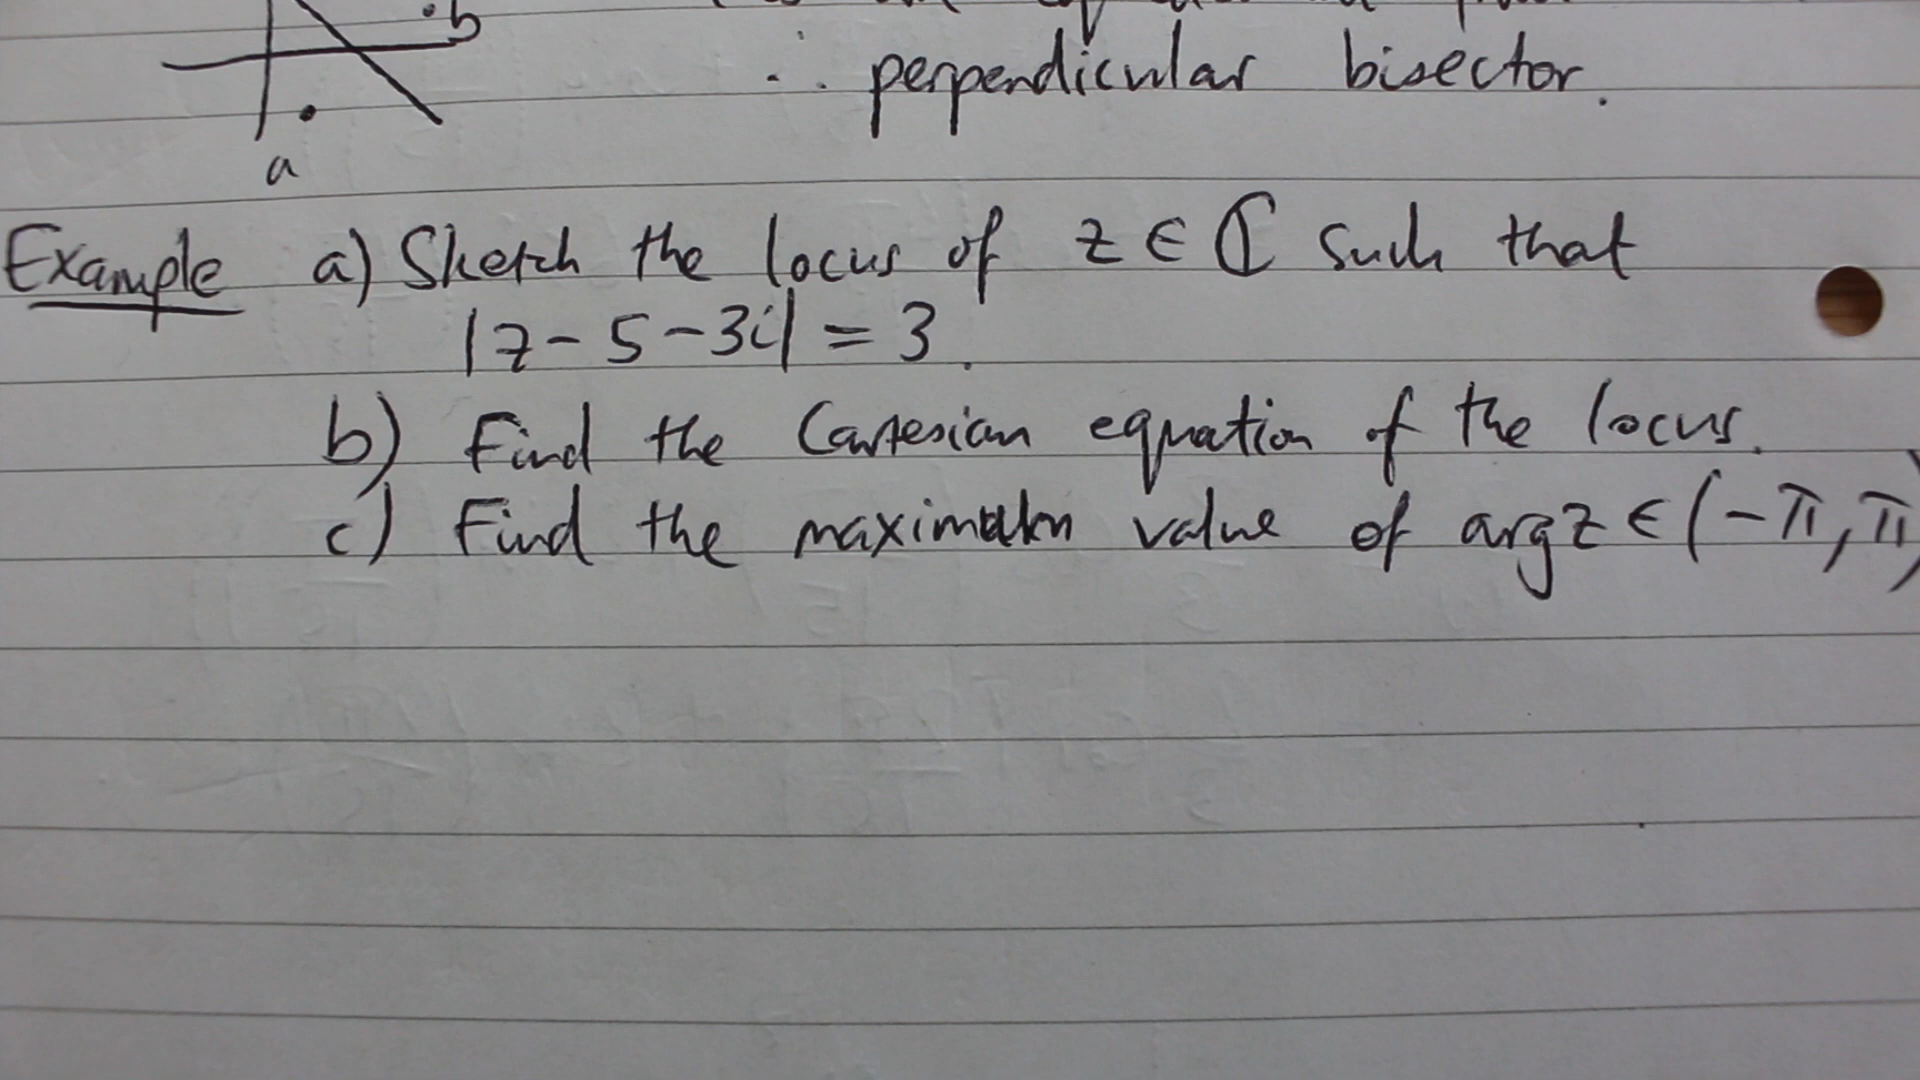 b
∴ perpendicular bisector.
a
Example a) Sketch the locus of z ∈ ℂ such that
|z - 5 - 3i| = 3.
b) Find the Cartesian equation of the locus.
c) Find the maximum value of arg z ∈ (-π, π)